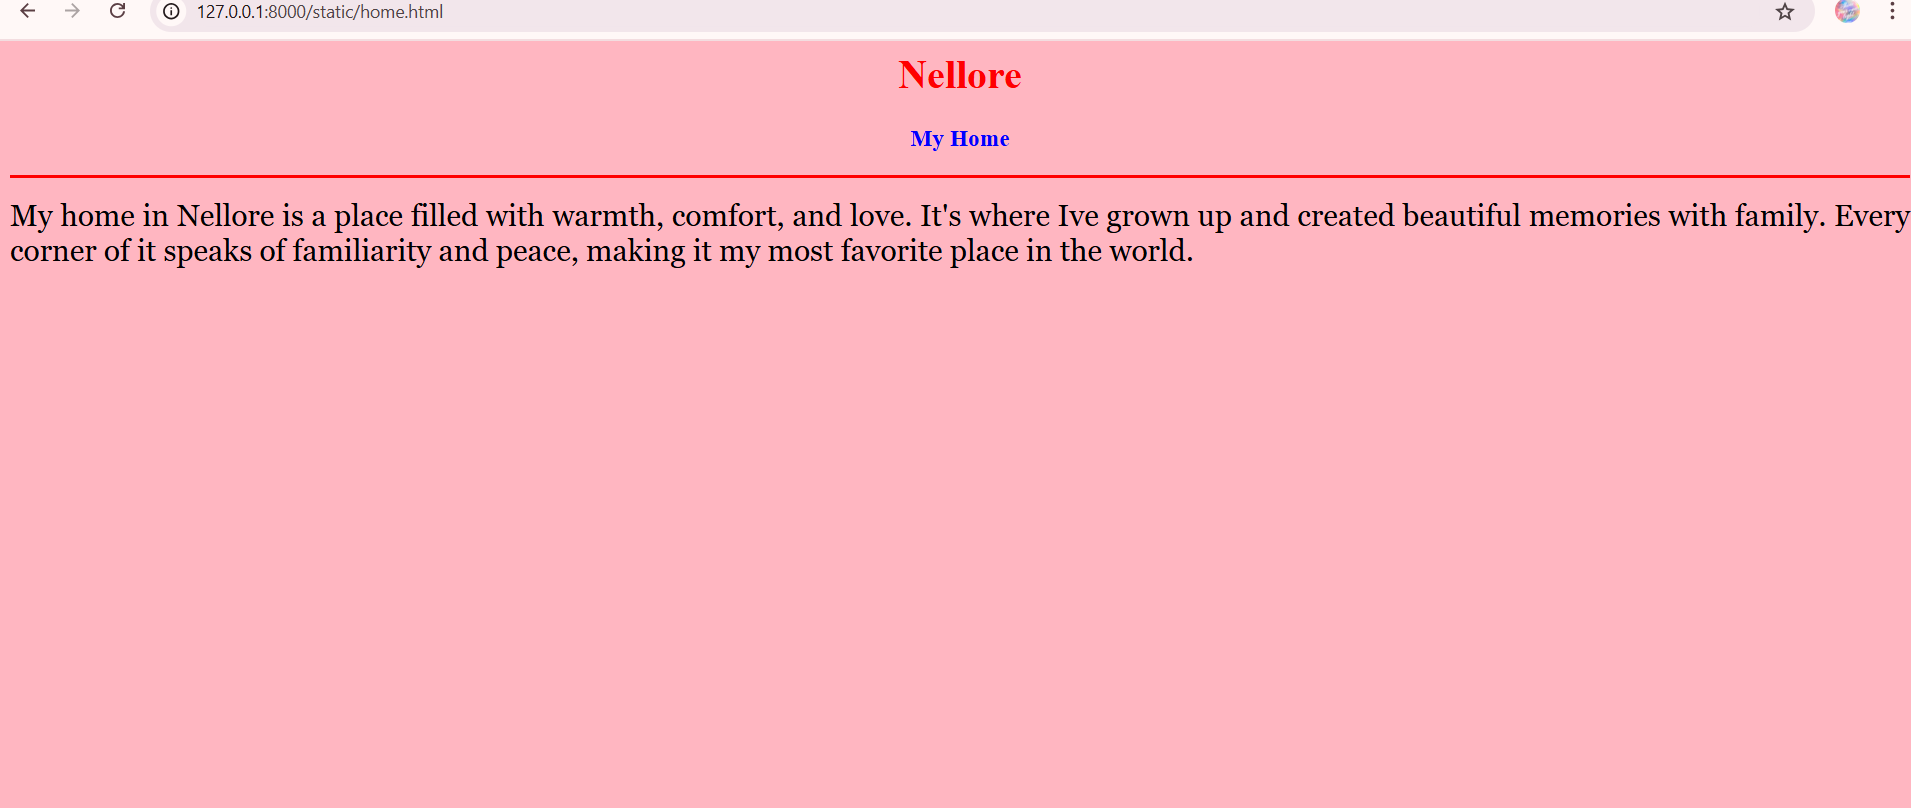 127.0.0.1:8000/static/home.html
Nellore
My Home
My home in Nellore is a place filled with warmth, comfort, and love. It's where Ive grown up and created beautiful memories with family. Every
corner of it speaks of familiarity and peace, making it my most favorite place in the world.